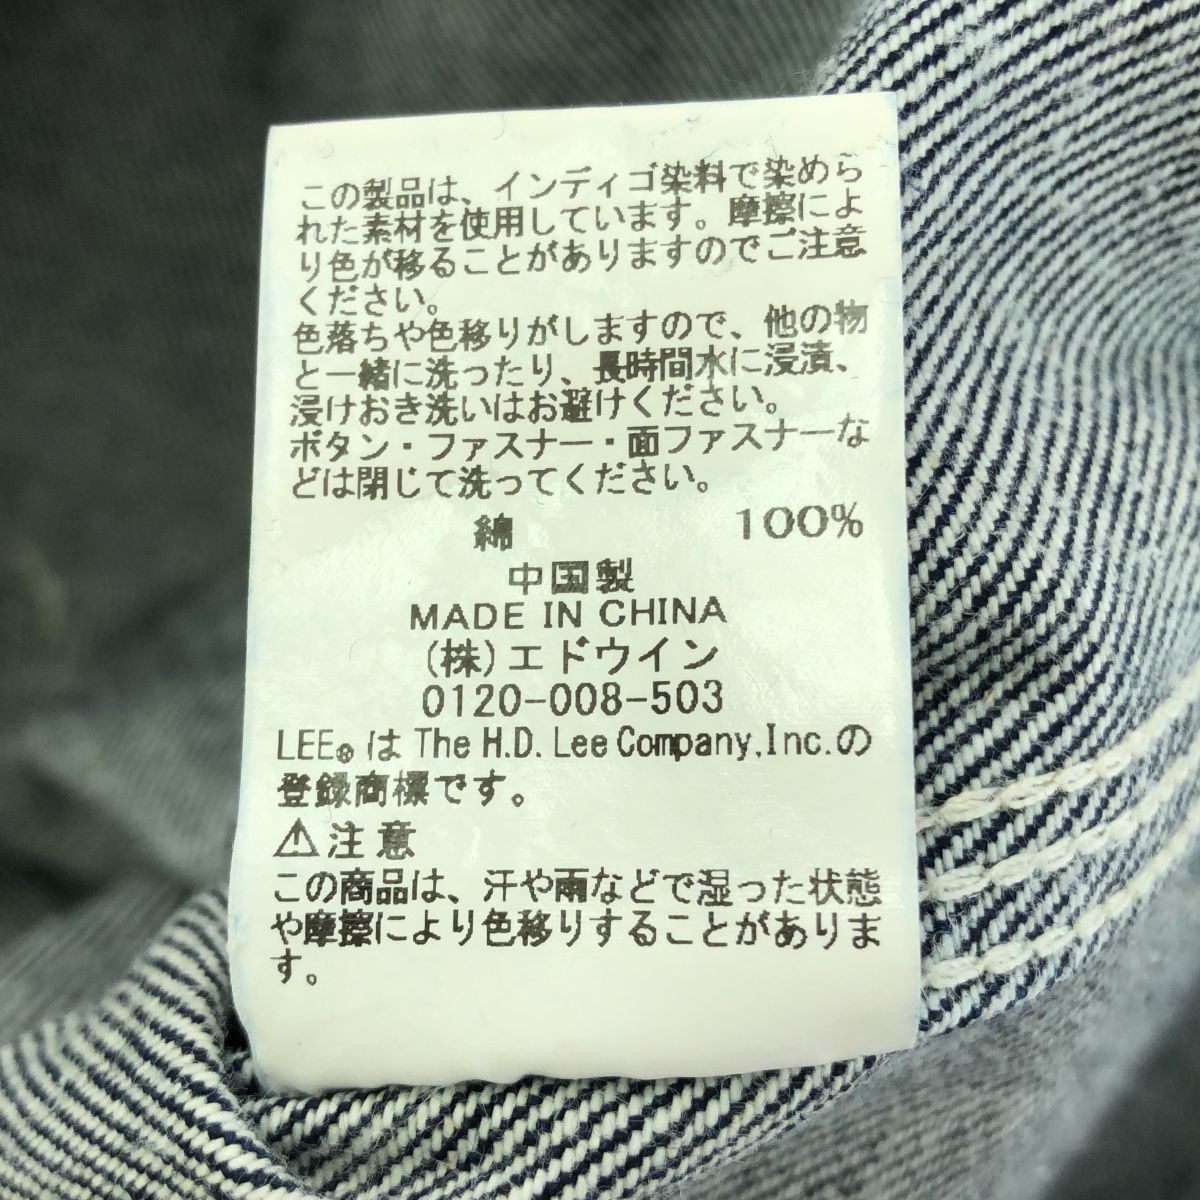 この製品は、インディゴ染料で染めら
れた素材を使用しています。摩擦によ
り色が移ることがありますのでご注意
ください。
色落ちや色移りがしますので、他の物
と一緒に洗ったり、長時間水に浸漬、
浸けおき洗いはお避けください。
ボタン・ファスナー・面ファスナーな
どは閉じて洗ってください。
綿 100%
中国製
MADE IN CHINA
(株)エドウイン
0120-008-503
LEE®は The H.D. Lee Company,Inc.の
登録商標です。
⚠注意
この商品は、汗や雨などで湿った状態
や摩擦により色移りすることがありま
す。